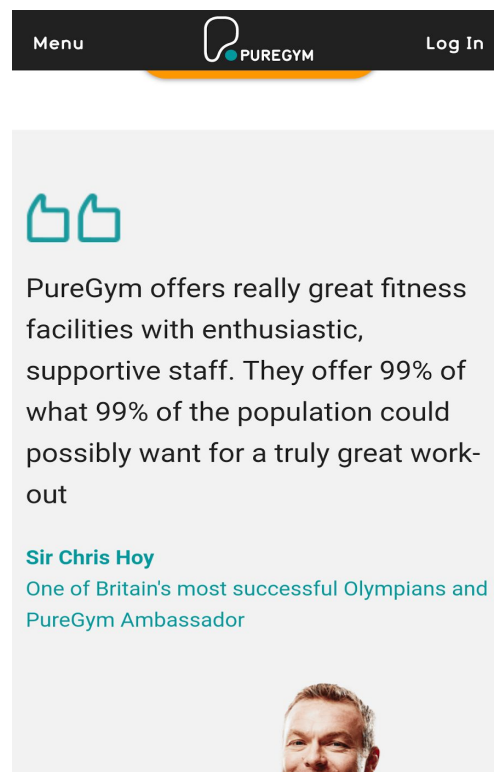 Menu
PUREGYM
Log In
PureGym offers really great fitness
facilities with enthusiastic,
supportive staff. They offer 99% of
what 99% of the population could
possibly want for a truly great work-
out
Sir Chris Hoy
One of Britain's most successful Olympians and
PureGym Ambassador